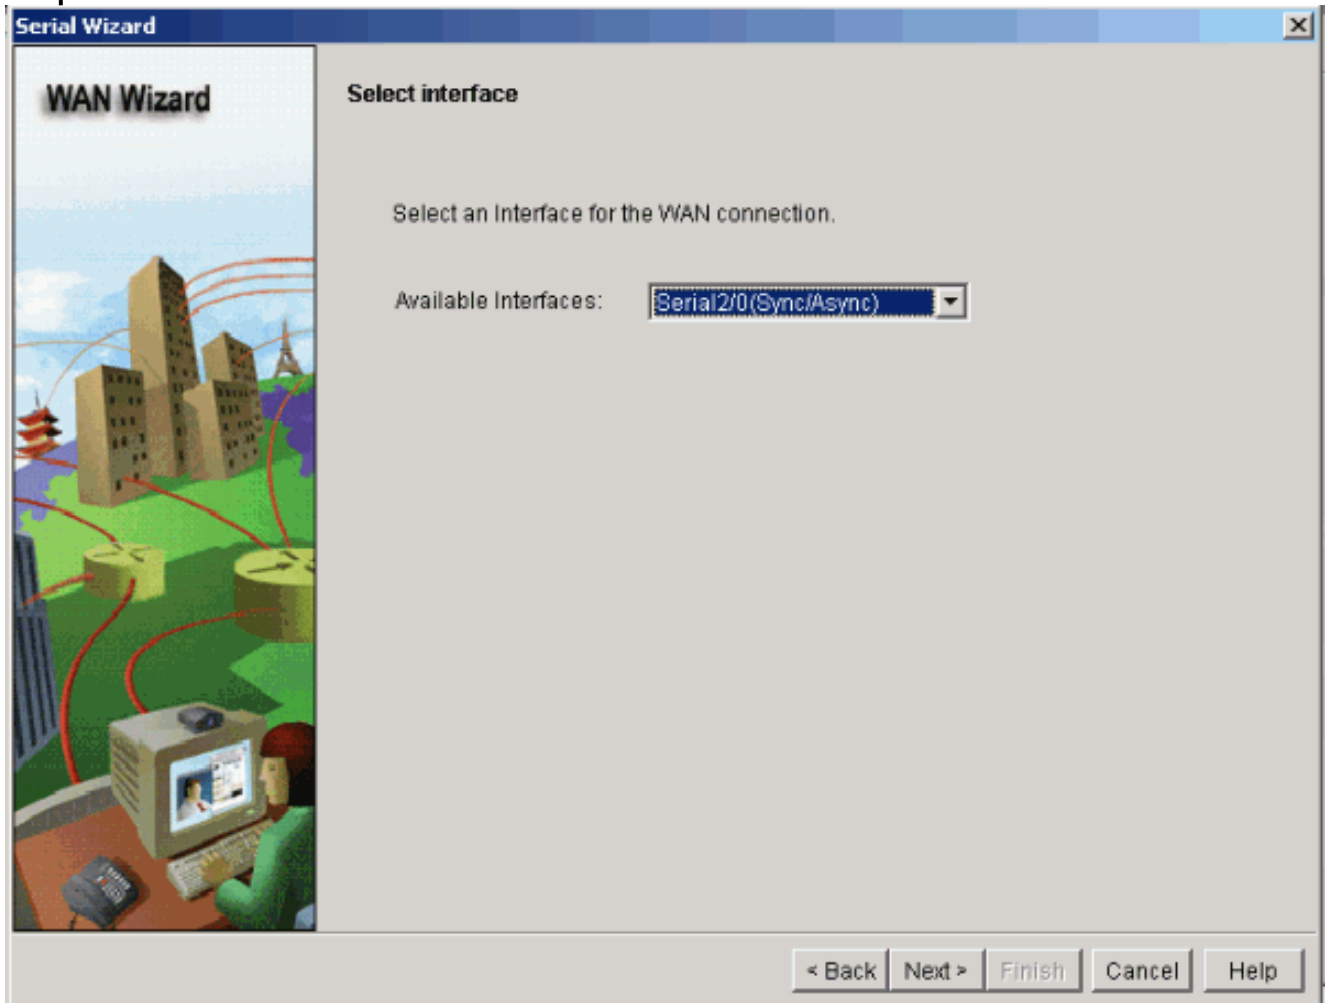 Serial Wizard
WAN Wizard
Select interface
Select an Interface for the WAN connection.
Available Interfaces: Serial2/0(Sync/Async)
< Back Next > Finish Cancel Help